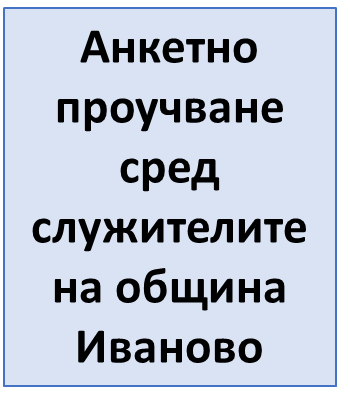 Анкетно
проучване
сред
служителите
на община
Иваново